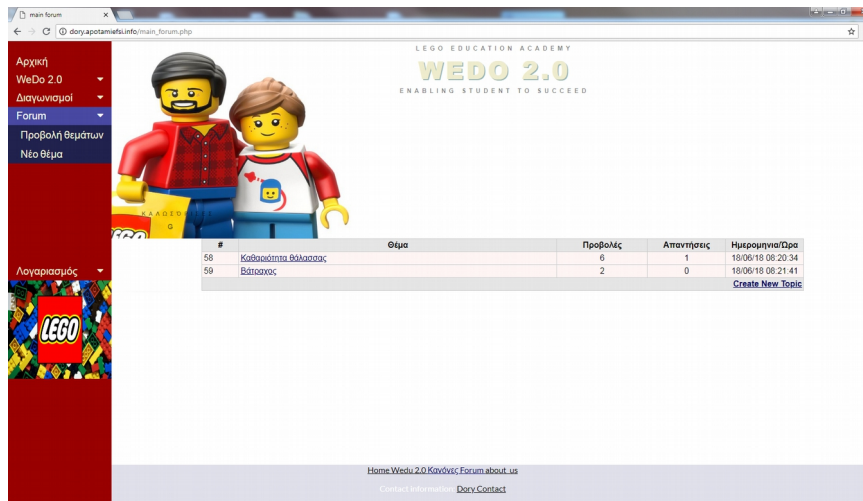 main forum
dory.apotamiefsi.info/main_forum.php
Αρχική
WeDo 2.0
Διαγωνισμοί
Forum
Προβολή θεμάτων
Νέο θέμα
Λογαριασμός
LEGO
LEGO EDUCATION ACADEMY
WEDO 2.0
ENABLING STUDENT TO SUCCEED
# Θέμα Προβολές Απαντήσεις Ημερομηνια/Ώρα
58 Καθαριότητα θάλασσας 6 1 18/06/18 08:20:34
59 Βάτραχος 2 0 18/06/18 08:21:41
Create New Topic
Home Wedu 2.0 Κανόνες Forum about us
Contact information: Dory Contact